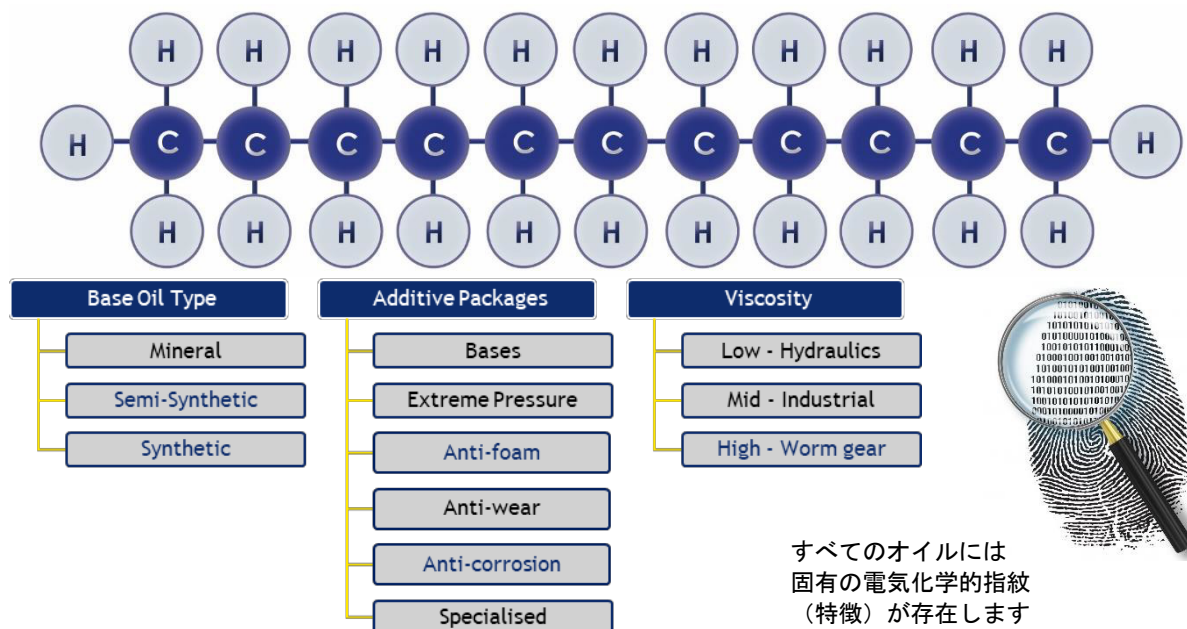 H H H H H H H H H H H
H C C C C C C C C C C C H
H H H H H H H H H H H
Base Oil Type
Mineral
Semi-Synthetic
Synthetic
Additive Packages
Bases
Extreme Pressure
Anti-foam
Anti-wear
Anti-corrosion
Specialised
Viscosity
Low - Hydraulics
Mid - Industrial
High - Worm gear
すべてのオイルには
固有の電気化学的指紋
（特徴）が存在します